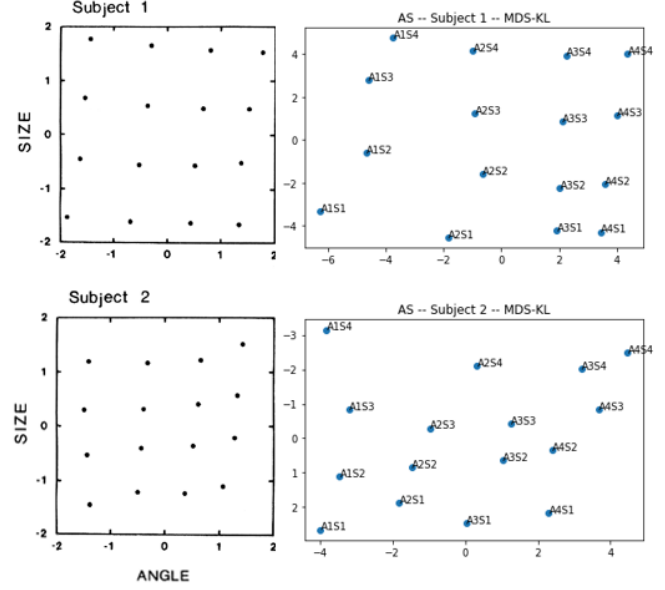 Subject 1
2
1
0
-1
-2
SIZE
-2
-1
0
1
2
AS -- Subject 1 -- MDS-KL
4
2
0
−2
−4
A1S4
A2S4
A3S4
A4S4
A1S3
A2S3
A3S3
A4S3
A1S2
A2S2
A3S2
A4S2
A1S1
A2S1
A3S1
A4S1
−6
−4
−2
0
2
4
Subject 2
2
1
0
-1
-2
SIZE
-2
-1
0
1
2
ANGLE
AS -- Subject 2 -- MDS-KL
−3
−2
−1
0
1
2
A1S4
A2S4
A3S4
A4S4
A1S3
A2S3
A3S3
A4S3
A1S2
A2S2
A3S2
A4S2
A1S1
A2S1
A3S1
A4S1
−4
−2
0
2
4